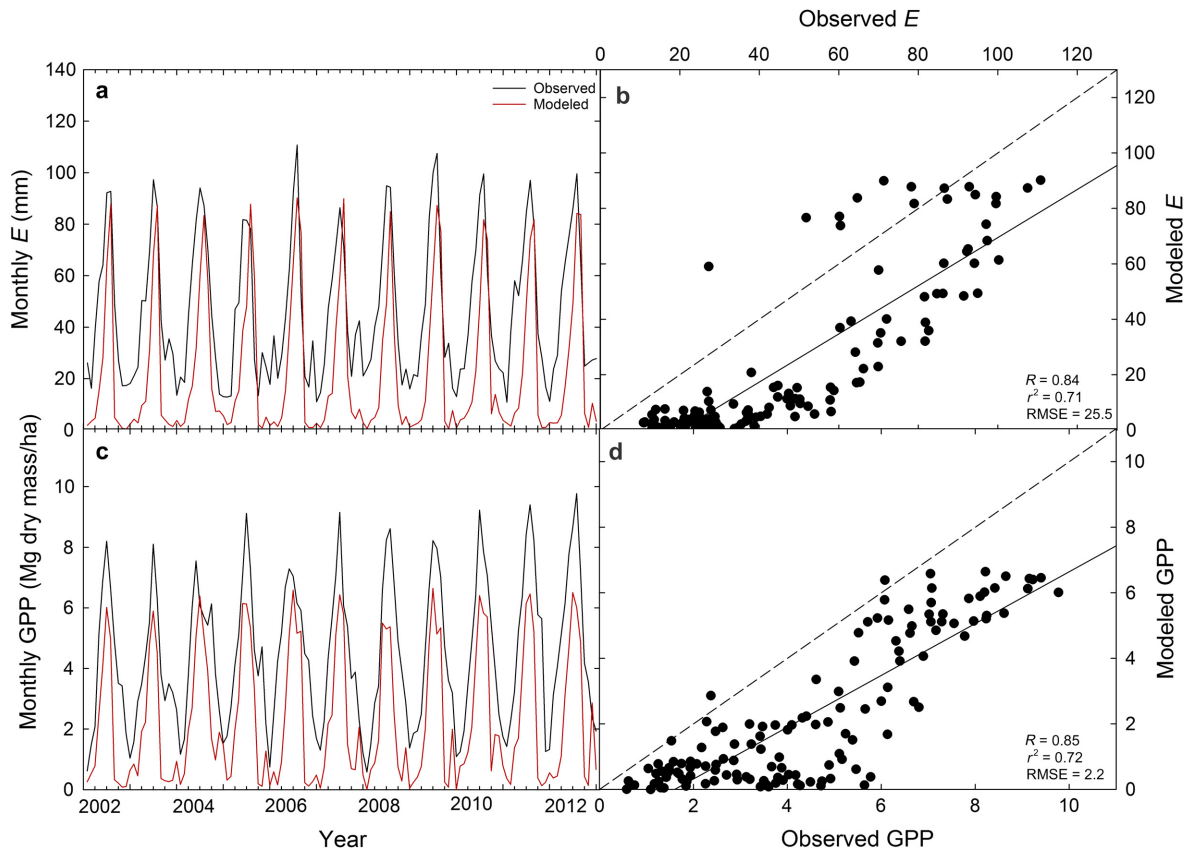 Observed E
0 20 40 60 80 100 120
140
120
100
80
60
40
20
0
Monthly E (mm)
a
Observed
Modeled
b
120
100
80
60
40
20
0
Modeled E
R = 0.84
r² = 0.71
RMSE = 25.5
10
8
6
4
2
0
Monthly GPP (Mg dry mass/ha)
c
2002 2004 2006 2008 2010 2012
Year
d
10
8
6
4
2
0
Modeled GPP
R = 0.85
r² = 0.72
RMSE = 2.2
0 2 4 6 8 10
Observed GPP